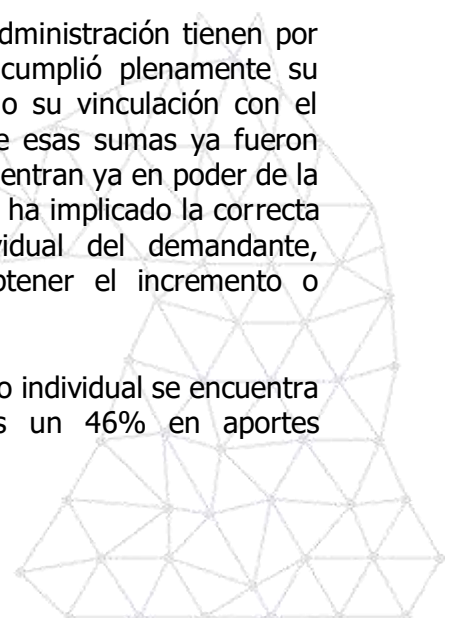 dministración tienen por
cumplió plenamente su
o su vinculación con el
e esas sumas ya fueron
entran ya en poder de la
ha implicado la correcta
vidual del demandante,
btener el incremento o
o individual se encuentra
s un 46% en aportes